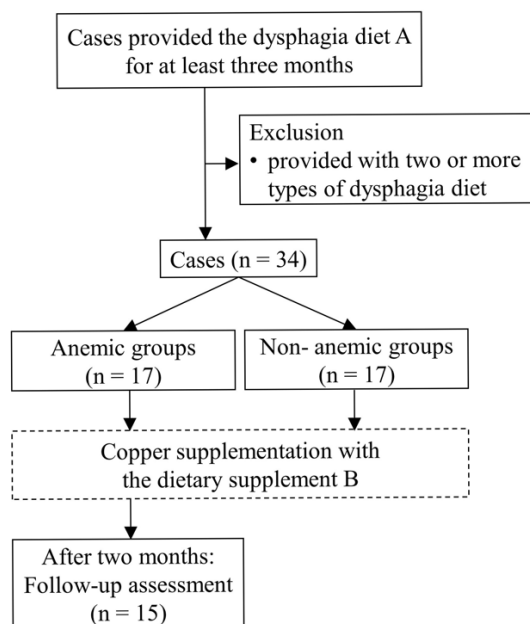 Cases provided the dysphagia diet A
for at least three months
Exclusion
• provided with two or more
types of dysphagia diet
Cases (n = 34)
Anemic groups
(n = 17)
Non- anemic groups
(n = 17)
Copper supplementation with
the dietary supplement B
After two months:
Follow-up assessment
(n = 15)